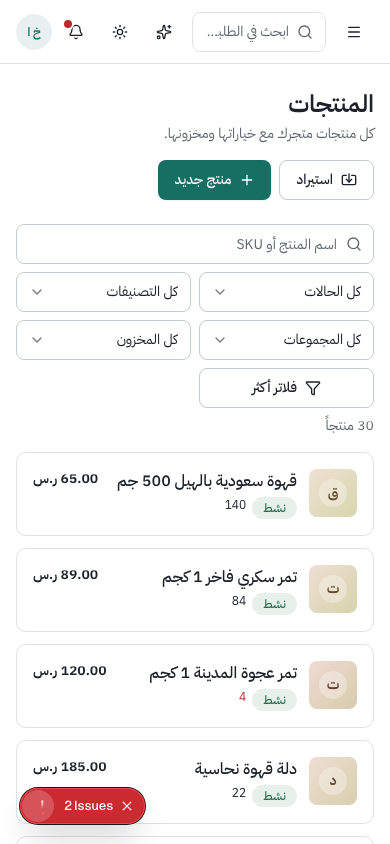 ابحث في الطلبـ...
خ ا
المنتجات
كل منتجات متجرك مع خياراتها ومخزونها.
استيراد
منتج جديد
اسم المنتج أو SKU
كل الحالات
كل التصنيفات
كل المجموعات
كل المخزون
فلاتر أكثر
30 منتجاً
ق
قهوة سعودية بالهيل 500 جم
65.00 ر.س
نشط
140
ت
تمر سكري فاخر 1 كجم
89.00 ر.س
نشط
84
ت
تمر عجوة المدينة 1 كجم
120.00 ر.س
نشط
4
د
دلة قهوة نحاسية
185.00 ر.س
نشط
22
2 Issues